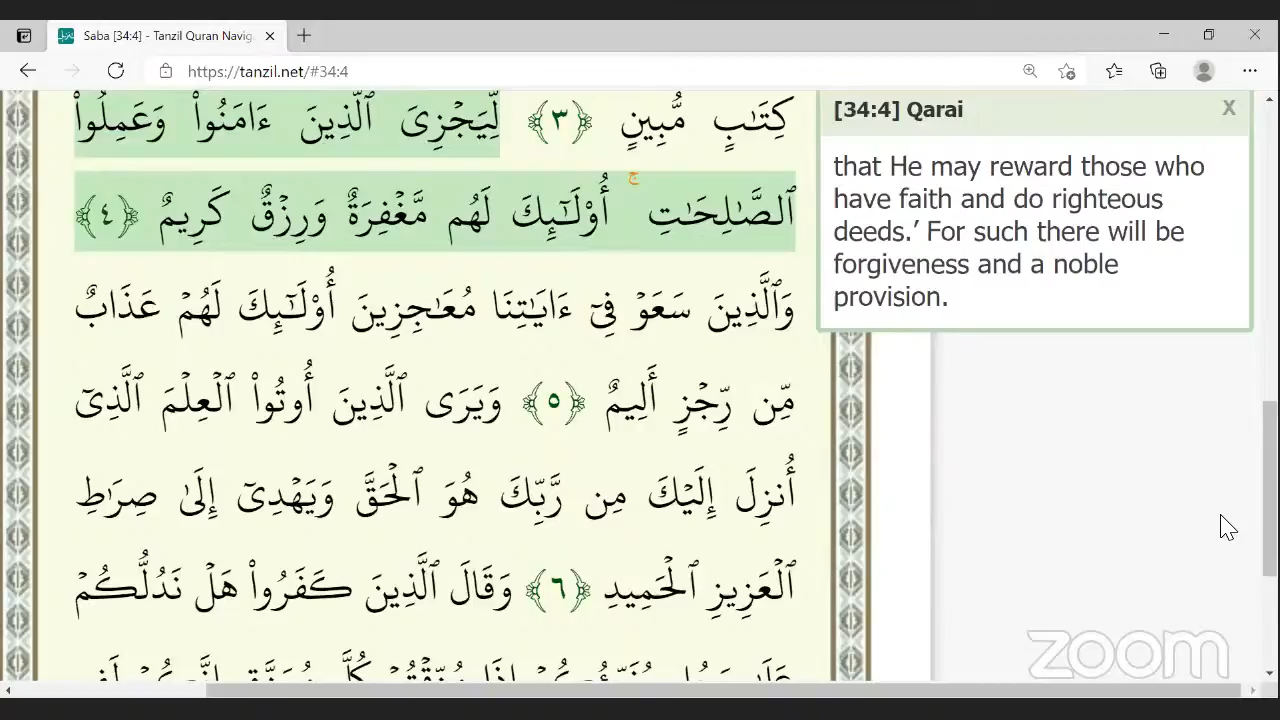 Saba [34:4] - Tanzil Quran Navig
https://tanzil.net/#34:4
كِتَـٰبٍ مُّبِينٍ ﴿٣﴾ لِّيَجْزِىَ ٱلَّذِينَ ءَامَنُوا۟ وَعَمِلُوا۟
ٱلصَّـٰلِحَـٰتِ ۚ أُو۟لَـٰٓئِكَ لَهُم مَّغْفِرَةٌ وَرِزْقٌ كَرِيمٌ ﴿٤﴾
وَٱلَّذِينَ سَعَوْ فِىٓ ءَايَـٰتِنَا مُعَـٰجِزِينَ أُو۟لَـٰٓئِكَ لَهُمْ عَذَابٌ
مِّن رِّجْزٍ أَلِيمٌ ﴿٥﴾ وَيَرَى ٱلَّذِينَ أُوتُوا۟ ٱلْعِلْمَ ٱلَّذِىٓ
أُنزِلَ إِلَيْكَ مِن رَّبِّكَ هُوَ ٱلْحَقَّ وَيَهْدِىٓ إِلَىٰ صِرَٰطِ
ٱلْعَزِيزِ ٱلْحَمِيدِ ﴿٦﴾ وَقَالَ ٱلَّذِينَ كَفَرُوا۟ هَلْ نَدُلُّكُمْ
[34:4] Qarai
X
that He may reward those who
have faith and do righteous
deeds.’ For such there will be
forgiveness and a noble
provision.
zoom